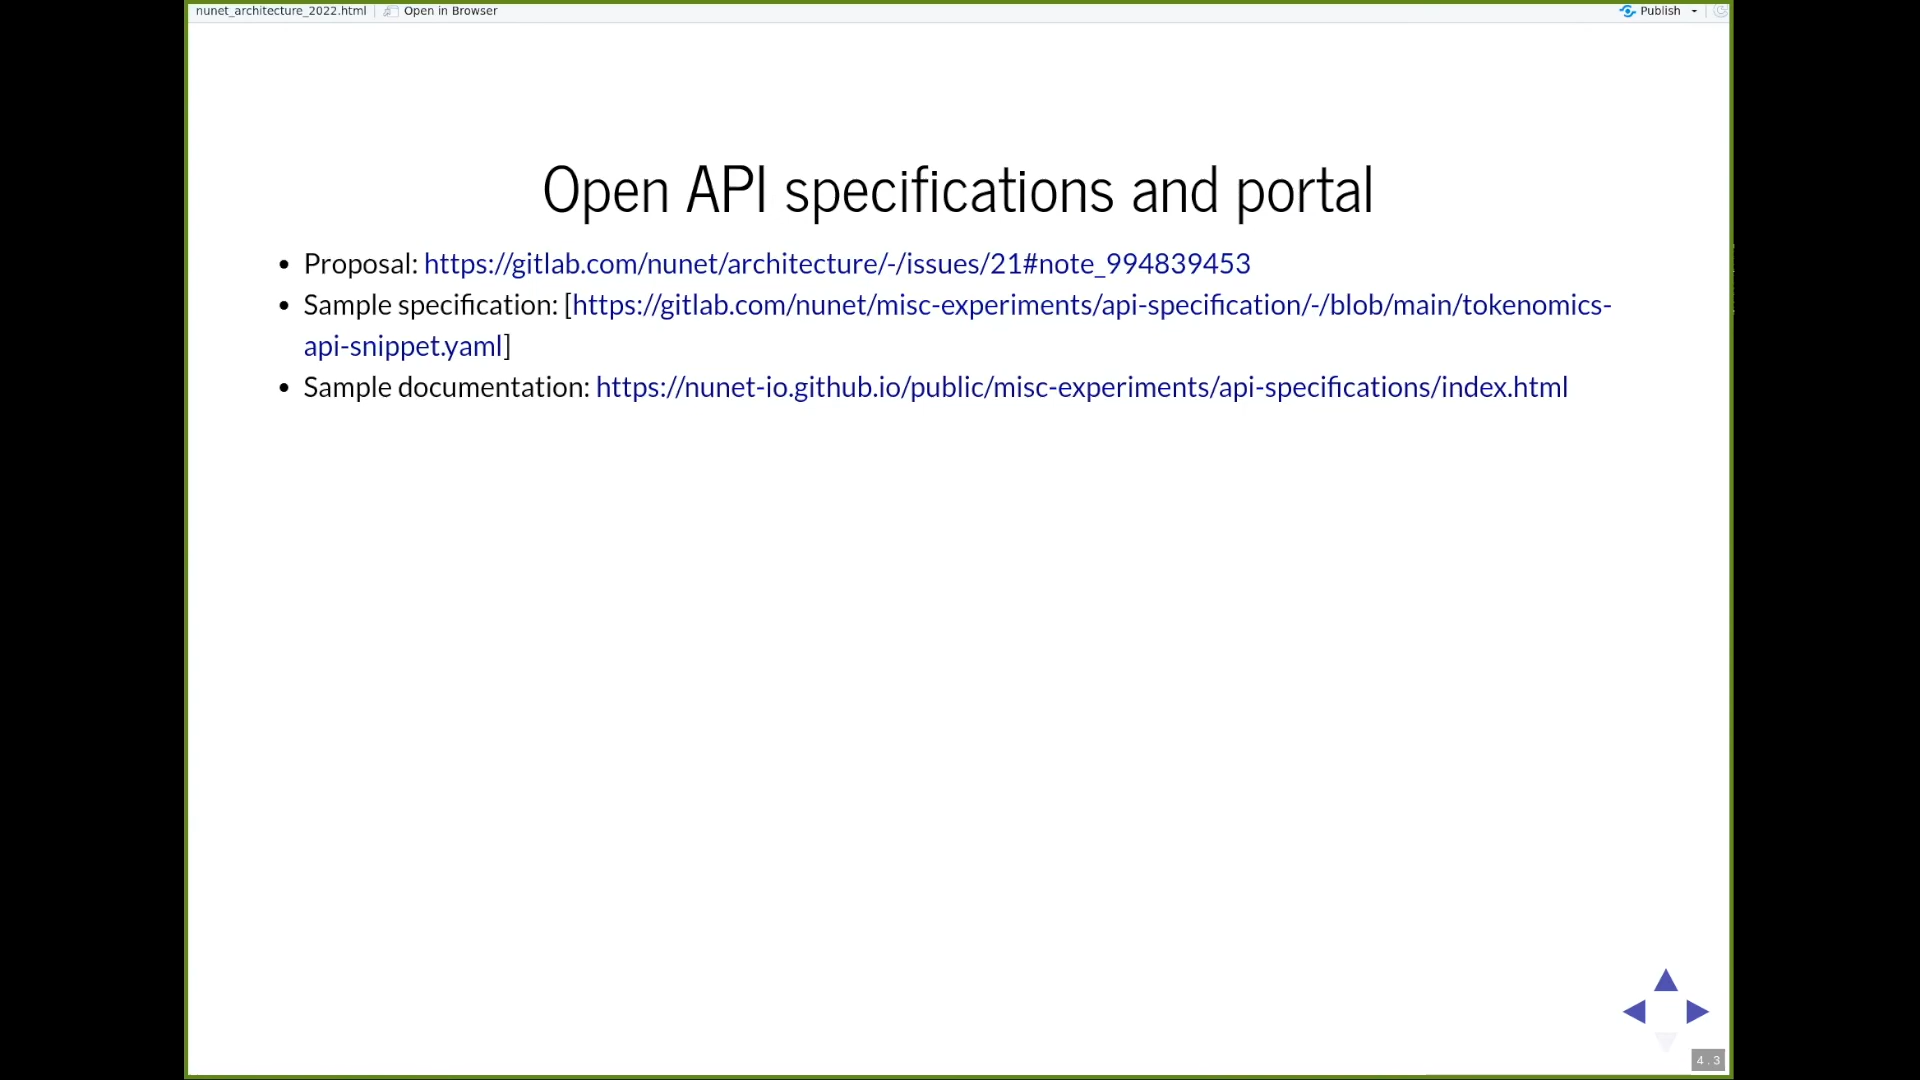 nunet_architecture_2022.html Open in Browser Publish
Open API specifications and portal
• Proposal: https://gitlab.com/nunet/architecture/-/issues/21#note_994839453
• Sample specification: [https://gitlab.com/nunet/misc-experiments/api-specification/-/blob/main/tokenomics-
api-snippet.yaml]
• Sample documentation: https://nunet-io.github.io/public/misc-experiments/api-specifications/index.html
4 . 3